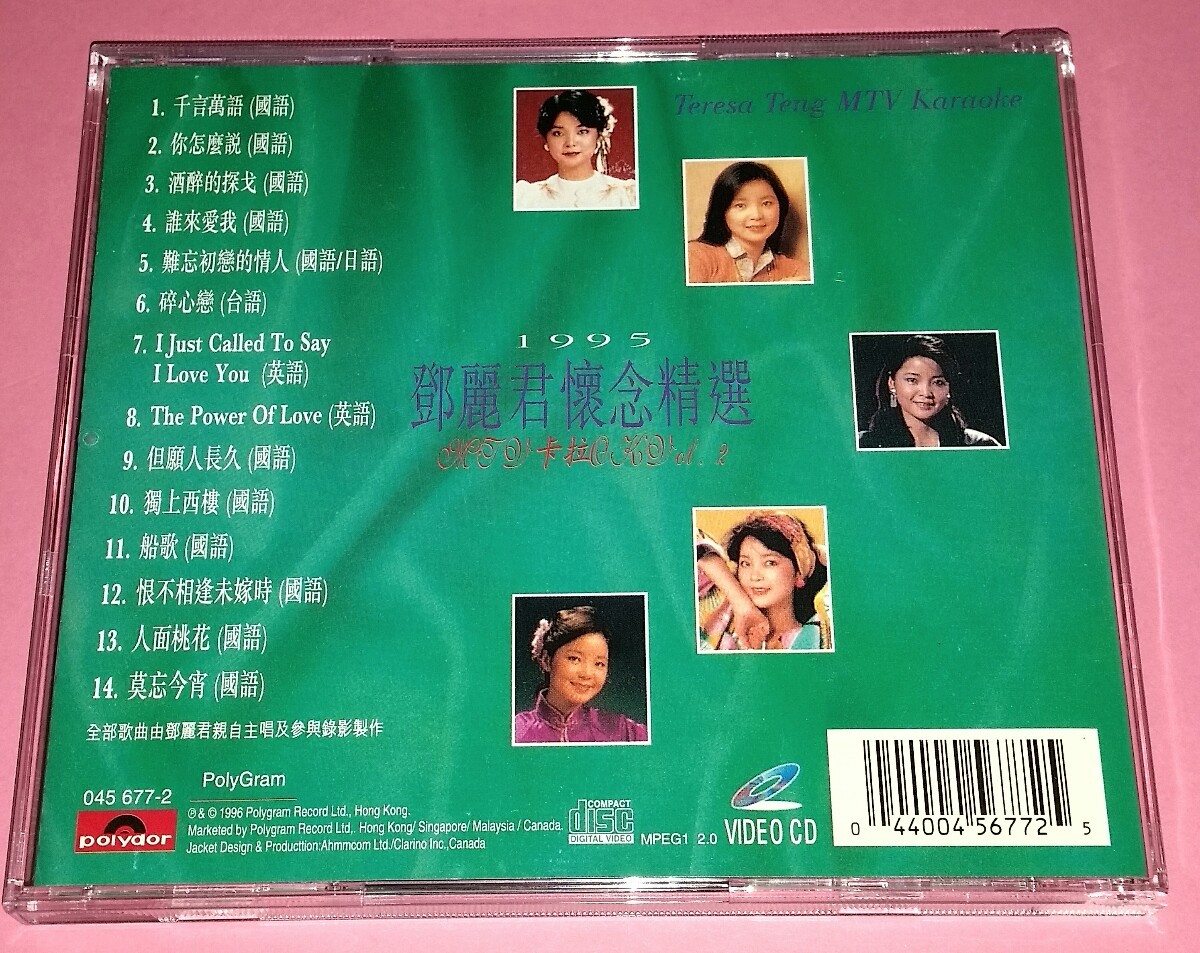 1. 千言萬語 (國語)
2. 你怎麼說 (國語)
3. 酒醉的探戈 (國語)
4. 誰來愛我 (國語)
5. 難忘初戀的情人 (國語/日語)
6. 碎心戀 (台語)
7. I Just Called To Say
I Love You (英語)
8. The Power Of Love (英語)
9. 但願人長久 (國語)
10. 獨上西樓 (國語)
11. 船歌 (國語)
12. 恨不相逢未嫁時 (國語)
13. 人面桃花 (國語)
14. 莫忘今宵 (國語)
全部歌曲由鄧麗君親自主唱及參與錄影製作
Teresa Teng MTV Karaoke
1995
鄧麗君懷念精選
MTV卡拉OK Vol. 2
045 677-2
polydor
PolyGram
℗ & © 1996 Polygram Record Ltd., Hong Kong.
Marketed by Polygram Record Ltd, Hong Kong/ Singapore/ Malaysia / Canada.
Jacket Design & Producttion:Ahmmcom Ltd./Clarino Inc.,Canada
COMPACT
disc
DIGITAL VIDEO
MPEG1 2.0
VIDEO CD
0 44004 56772 5